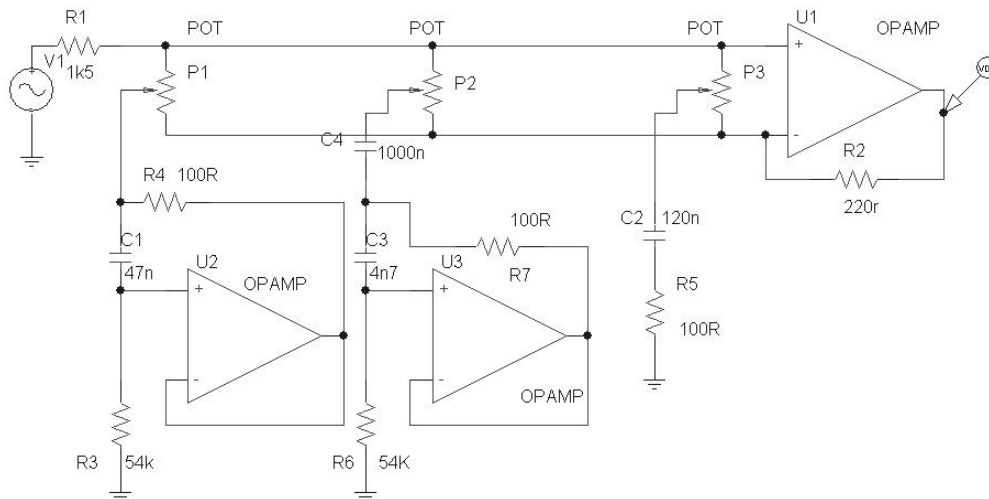 R1
V1
1k5
POT
P1
POT
P2
POT
P3
U1
OPAMP
R2
220r
C4
1000n
R4 100R
C1
47n
U2
OPAMP
C3
4n7
100R
R7
U3
OPAMP
C2 120n
R5
100R
R3 54k
R6 54K